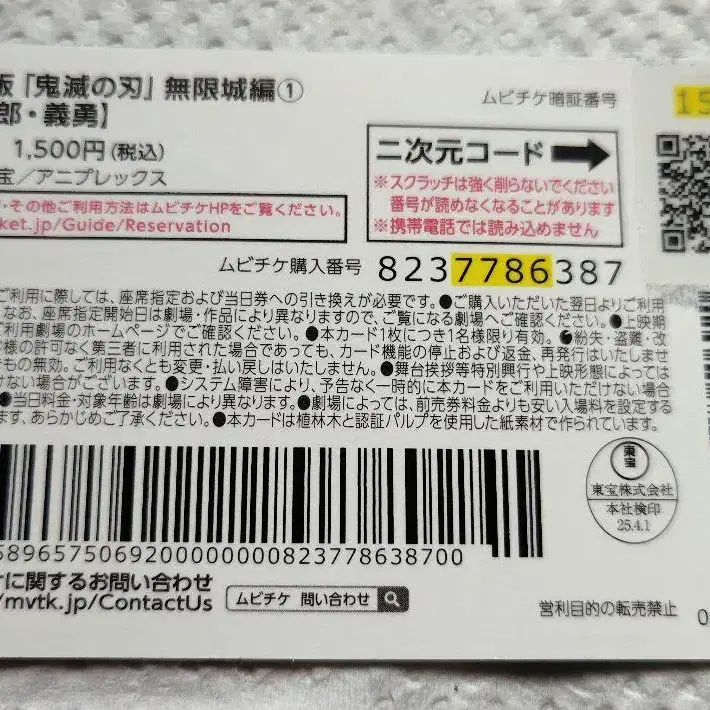 版「鬼滅の刃」無限城編①
郎・義勇】
1,500円(税込)
宝/アニプレックス
・その他ご利用方法はムビチケHPをご覧ください。
ket.jp/Guide/Reservation
ムビチケ暗証番号
15
二次元コード
※スクラッチは強く削らないでください
番号が読めなくなることがあります
※携帯電話では読み込めません
ムビチケ購入番号 8237786387
ご利用に際しては、座席指定および当日券への引き換えが必要です。●ご購入いただいた翌日よりご利用
なお、座席指定開始日は劇場・作品により異なりますので、ご覧になる劇場へご確認ください。●上映期
ご利用劇場のホームページでご確認ください。●本カード1枚につき1名様限り有効。●紛失・盗難・改
様の許可なく第三者に利用された場合であっても、カード機能の停止および返金、再発行はいたしませ
もの無効。ご利用なくとも変更・払い戻しはいたしません。●舞台挨拶等特別興行や上映形態によっては
けない場合がございます。●システム障害により、予告なく一時的に本カードをご利用いただけない場合
●当日料金・対象年齢は劇場により異なります。●劇場によっては、前売券料金よりも安い入場料を設定する
ます、あらかじめご了承ください。●本カードは植林木と認証パルプを使用した紙素材で作られています。
東宝
東宝株式会社
本社検印
25.4.1
589657506920000000082377863870​0
に関するお問い合わせ
/mvtk.jp/ContactUs
ムビチケ 問い合わせ
営利目的の転売禁止
0